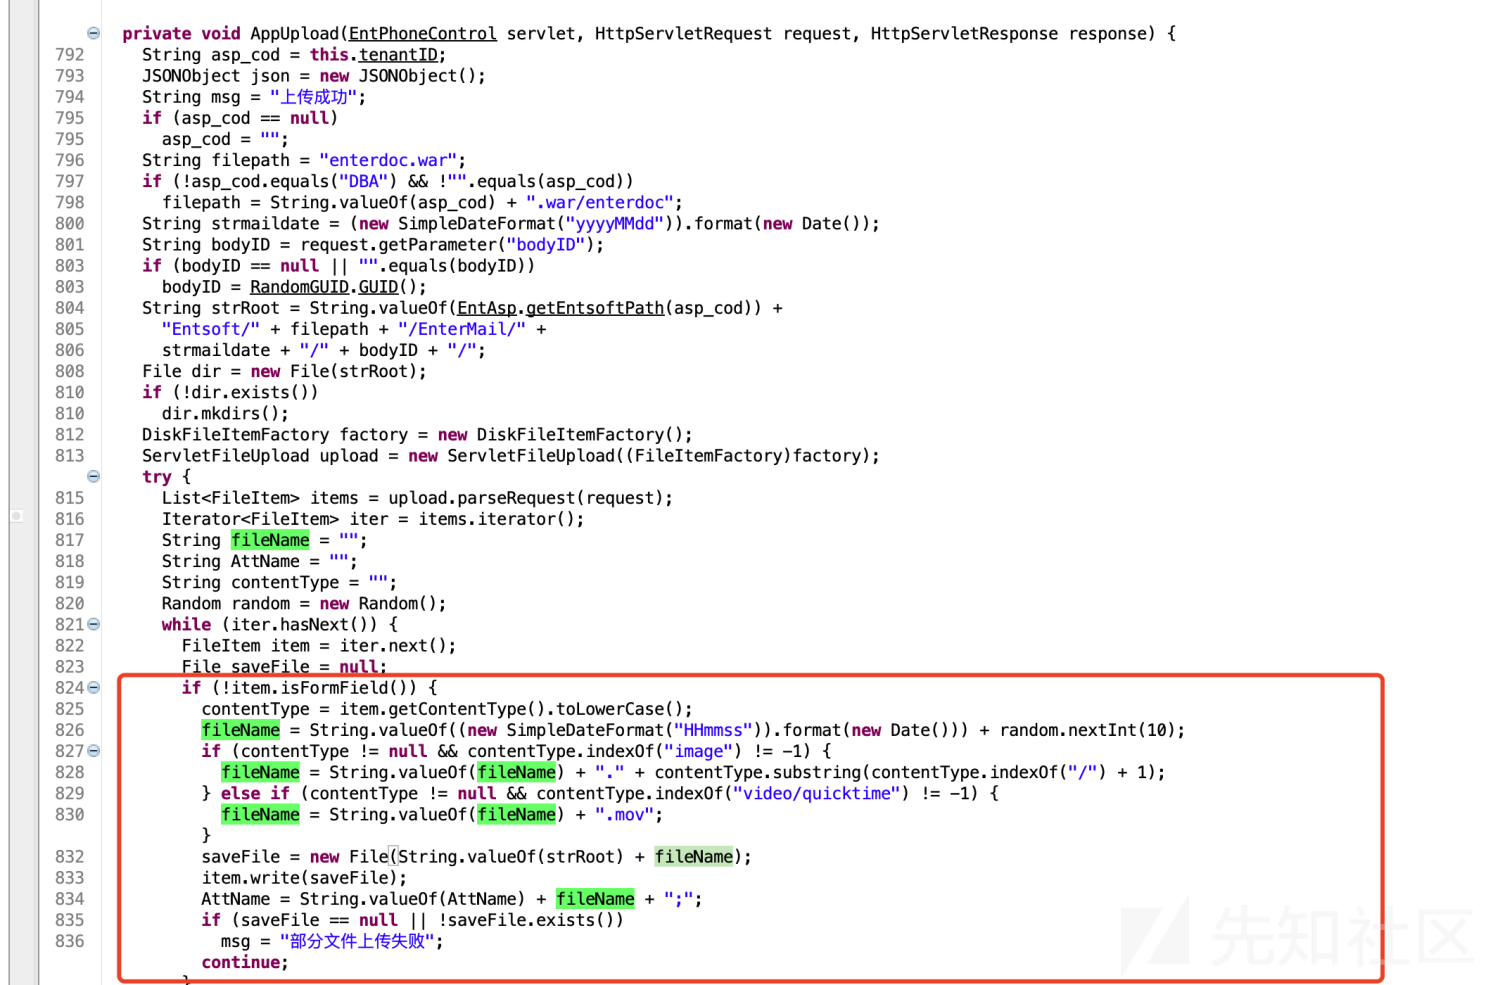 private void AppUpload(EntPhoneControl servlet, HttpServletRequest request, HttpServletResponse response) {
792 String asp_cod = this.tenantID;
793 JSONObject json = new JSONObject();
794 String msg = "上传成功";
795 if (asp_cod == null)
795 asp_cod = "";
796 String filepath = "enterdoc.war";
797 if (!asp_cod.equals("DBA") && !"".equals(asp_cod))
798 filepath = String.valueOf(asp_cod) + ".war/enterdoc";
800 String strmaildate = (new SimpleDateFormat("yyyyMMdd")).format(new Date());
801 String bodyID = request.getParameter("bodyID");
803 if (bodyID == null || "".equals(bodyID))
803 bodyID = RandomGUID.GUID();
804 String strRoot = String.valueOf(EntAsp.getEntsoftPath(asp_cod)) +
805 "Entsoft/" + filepath + "/EnterMail/" +
806 strmaildate + "/" + bodyID + "/";
808 File dir = new File(strRoot);
810 if (!dir.exists())
810 dir.mkdirs();
812 DiskFileItemFactory factory = new DiskFileItemFactory();
813 ServletFileUpload upload = new ServletFileUpload((FileItemFactory)factory);
try {
815 List<FileItem> items = upload.parseRequest(request);
816 Iterator<FileItem> iter = items.iterator();
817 String fileName = "";
818 String AttName = "";
819 String contentType = "";
820 Random random = new Random();
821 while (iter.hasNext()) {
822 FileItem item = iter.next();
823 File saveFile = null;
824 if (!item.isFormField()) {
825 contentType = item.getContentType().toLowerCase();
826 fileName = String.valueOf((new SimpleDateFormat("HHmmss")).format(new Date())) + random.nextInt(10);
827 if (contentType != null && contentType.indexOf("image") != -1) {
828 fileName = String.valueOf(fileName) + "." + contentType.substring(contentType.indexOf("/") + 1);
829 } else if (contentType != null && contentType.indexOf("video/quicktime") != -1) {
830 fileName = String.valueOf(fileName) + ".mov";
}
832 saveFile = new File(String.valueOf(strRoot) + fileName);
833 item.write(saveFile);
834 AttName = String.valueOf(AttName) + fileName + ";";
835 if (saveFile == null || !saveFile.exists())
836 msg = "部分文件上传失败";
continue;
}
先知社区